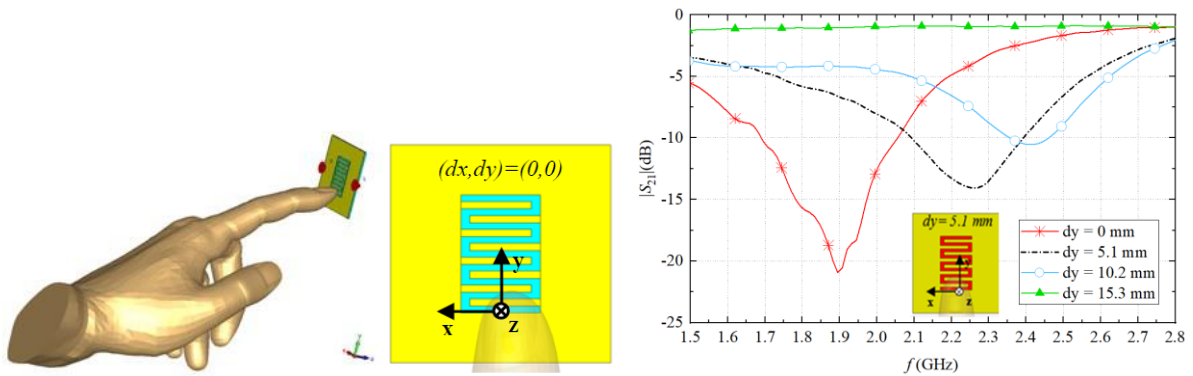 (dx,dy)=(0,0)
y
x
z
0
-5
-10
-15
-20
-25
|S21|(dB)
dy= 5.1 mm
y
x
z
dy = 0 mm
dy = 5.1 mm
dy = 10.2 mm
dy = 15.3 mm
1.5 1.6 1.7 1.8 1.9 2.0 2.1 2.2 2.3 2.4 2.5 2.6 2.7 2.8
f (GHz)